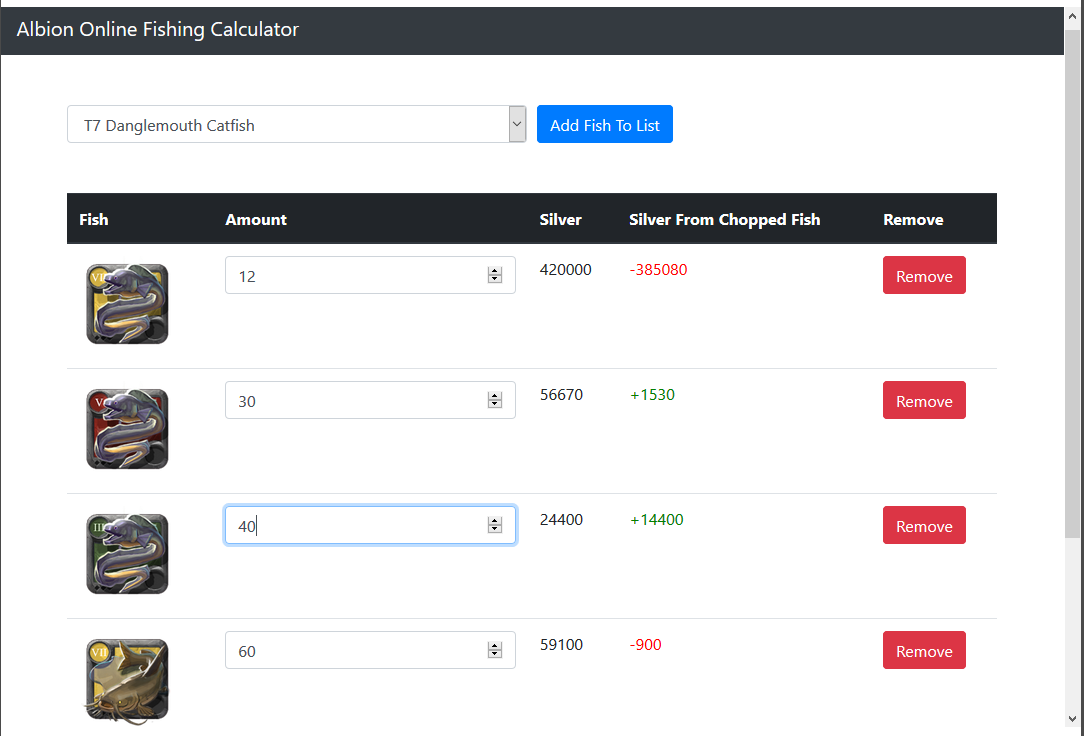 Albion Online Fishing Calculator
T7 Danglemouth Catfish Add Fish To List
Fish Amount Silver Silver From Chopped Fish Remove
12 420000 -385080 Remove
30 56670 +1530 Remove
III
40 24400 +14400 Remove
VII
60 59100 -900 Remove